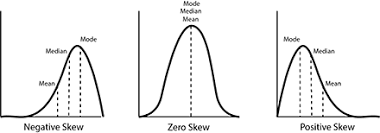 Mode
Median
Mean
Negative Skew
Mode
Median
Mean
Zero Skew
Mode
Median
Mean
Positive Skew